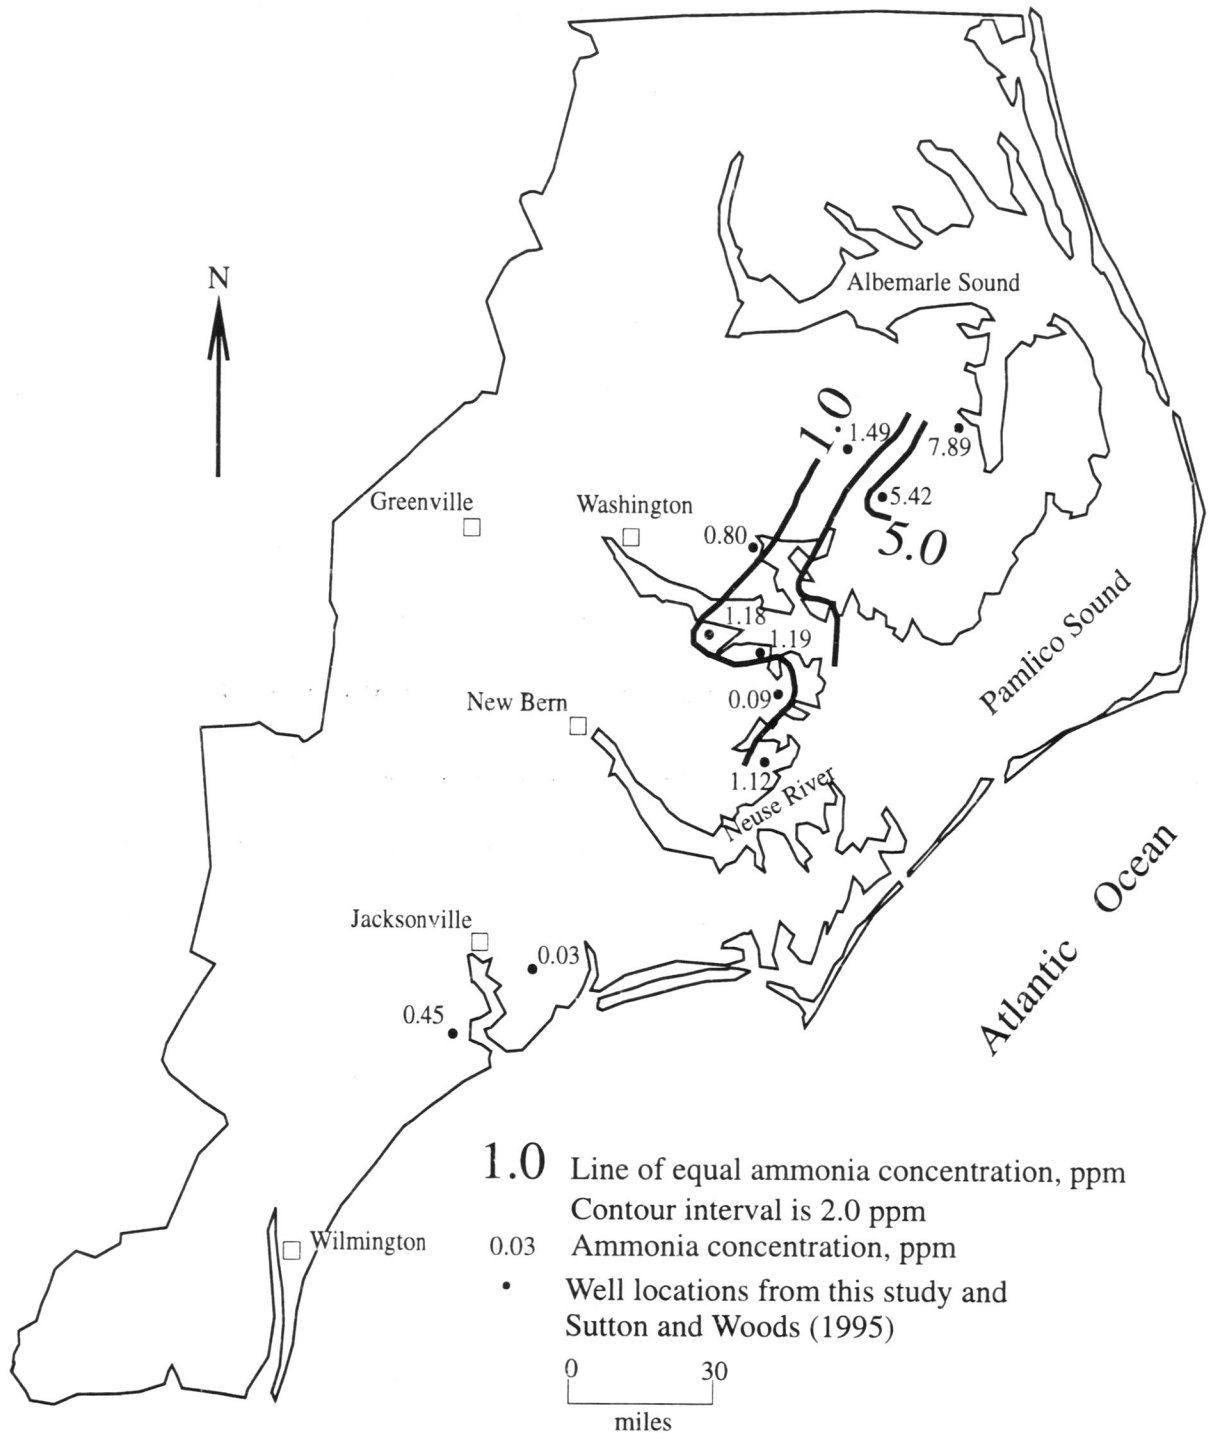 N
Albemarle Sound
1.0
1.49
7.89
Greenville
Washington
5.42
0.80
5.0
1.18
1.19
Pamlico Sound
New Bern
0.09
1.12
Neuse River
Atlantic Ocean
Jacksonville
0.03
0.45
1.0 Line of equal ammonia concentration, ppm
Contour interval is 2.0 ppm
0.03 Ammonia concentration, ppm
Wilmington
Well locations from this study and
Sutton and Woods (1995)
0 30
miles